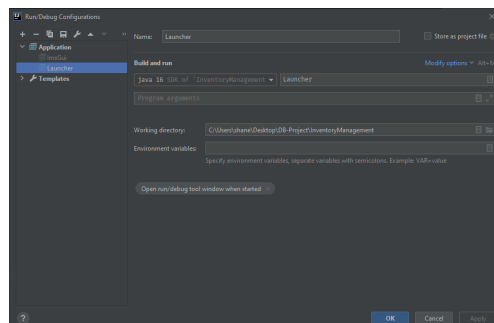 Run/Debug Configurations
Name: Launcher
Store as project file
Application
ImsGui
Launcher
Templates
Build and run
Modify options
java 16 SDK of 'InventoryManagement
Launcher
Program arguments
Working directory: C:\Users\shane\Desktop\DB-Project\InventoryManagement
Environment variables:
Specify environment variables, separate variables with semicolons. Example: VAR=value
Open run/debug tool window when started
?
OK
Cancel
Apply